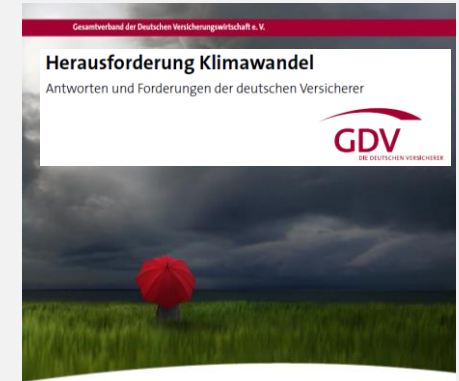 Gesamtverband der Deutschen Versicherungswirtschaft e. V.
Herausforderung Klimawandel
Antworten und Forderungen der deutschen Versicherer
GDV
DIE DEUTSCHEN VERSICHERER